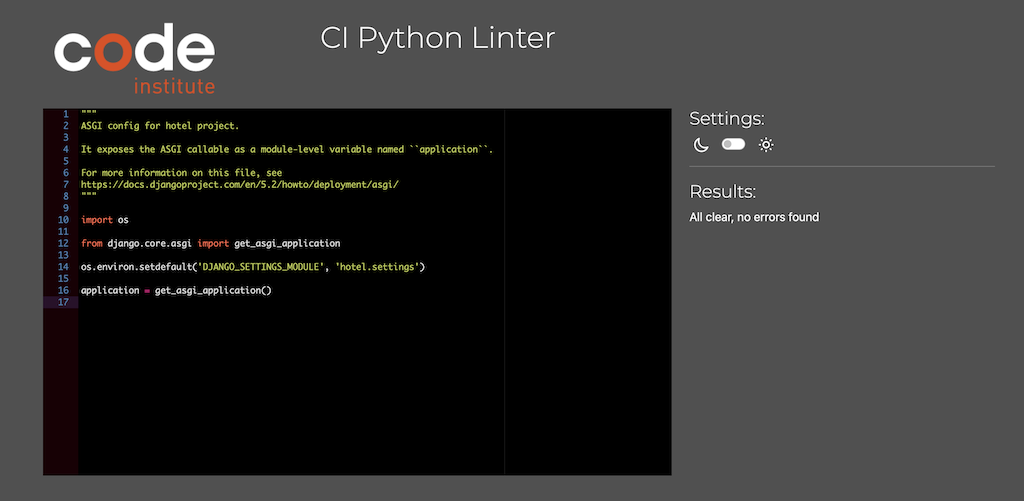 code
institute
CI Python Linter
1 """
2 ASGI config for hotel project.
3
4 It exposes the ASGI callable as a module-level variable named ``application``.
5
6 For more information on this file, see
7 https://docs.djangoproject.com/en/5.2/howto/deployment/asgi/
8 """
9
10 import os
11
12 from django.core.asgi import get_asgi_application
13
14 os.environ.setdefault('DJANGO_SETTINGS_MODULE', 'hotel.settings')
15
16 application = get_asgi_application()
17
Settings:
Results:
All clear, no errors found